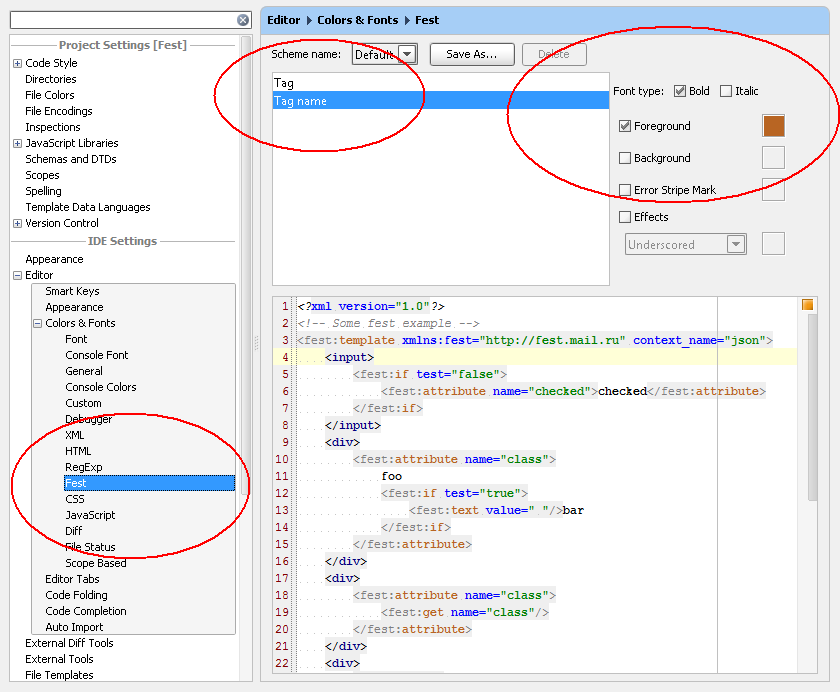 Project Settings [Fest]
Code Style
Directories
File Colors
File Encodings
Inspections
JavaScript Libraries
Schemas and DTDs
Scopes
Spelling
Template Data Languages
Version Control
IDE Settings
Appearance
Editor
Smart Keys
Appearance
Colors & Fonts
Font
Console Font
General
Console Colors
Custom
Debugger
XML
HTML
RegExp
Fest
CSS
JavaScript
Diff
File Status
Scope Based
Editor Tabs
Code Folding
Code Completion
Auto Import
External Diff Tools
External Tools
File Templates
Editor Colors & Fonts Fest
Scheme name: Default Save As... Delete
Tag
Tag name
Font type: Bold Italic
Foreground
Background
Error Stripe Mark
Effects
Underscored
1 <?xml version="1.0"?>
2 <!-- Some fest example -->
3 <fest:template xmlns:fest="http://fest.mail.ru" context_name="json">
4 <input>
5 <fest:if test="false">
6 <fest:attribute name="checked">checked</fest:attribute>
7 </fest:if>
8 </input>
9 <div>
10 <fest:attribute name="class">
11 foo
12 <fest:if test="true">
13 <fest:text value=" "/>bar
14 </fest:if>
15 </fest:attribute>
16 </div>
17 <div>
18 <fest:attribute name="class">
19 <fest:get name="class"/>
20 </fest:attribute>
21 </div>
22 <div>